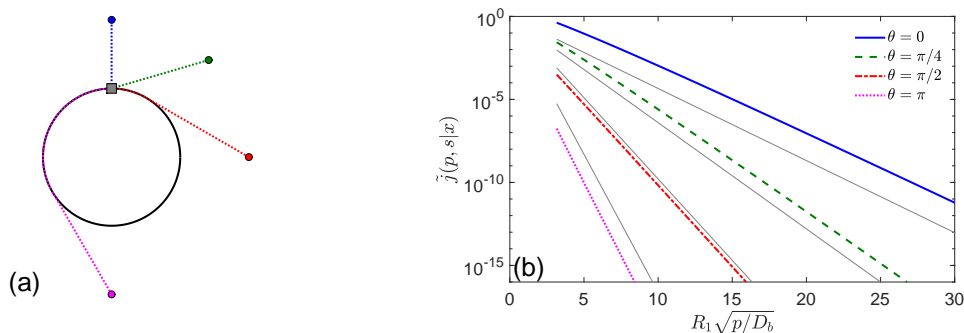 (a)
10^0
10^-5
10^-10
10^-15
j̃(p, s|x)
θ = 0
θ = π/4
θ = π/2
θ = π
(b)
0 5 10 15 20 25 30
R_1√p/D_b